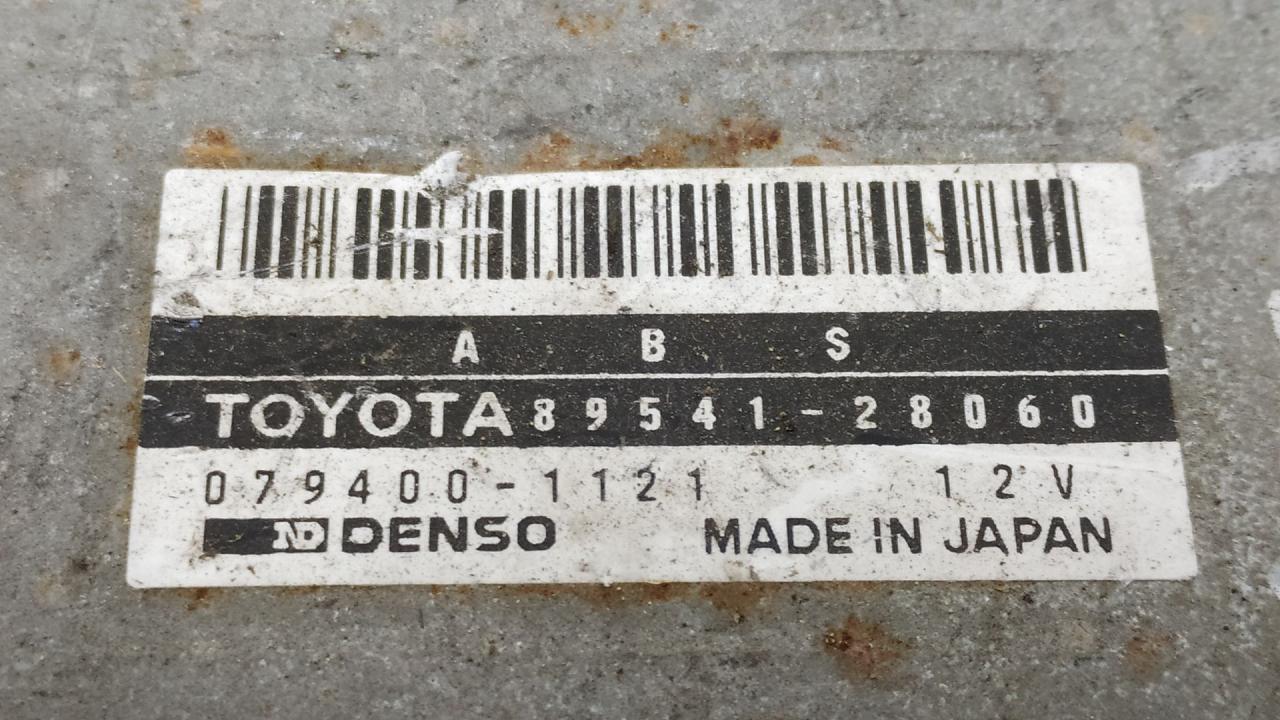 A B S
TOYOTA 89541-28060
079400-1121 12V
ND DENSO MADE IN JAPAN